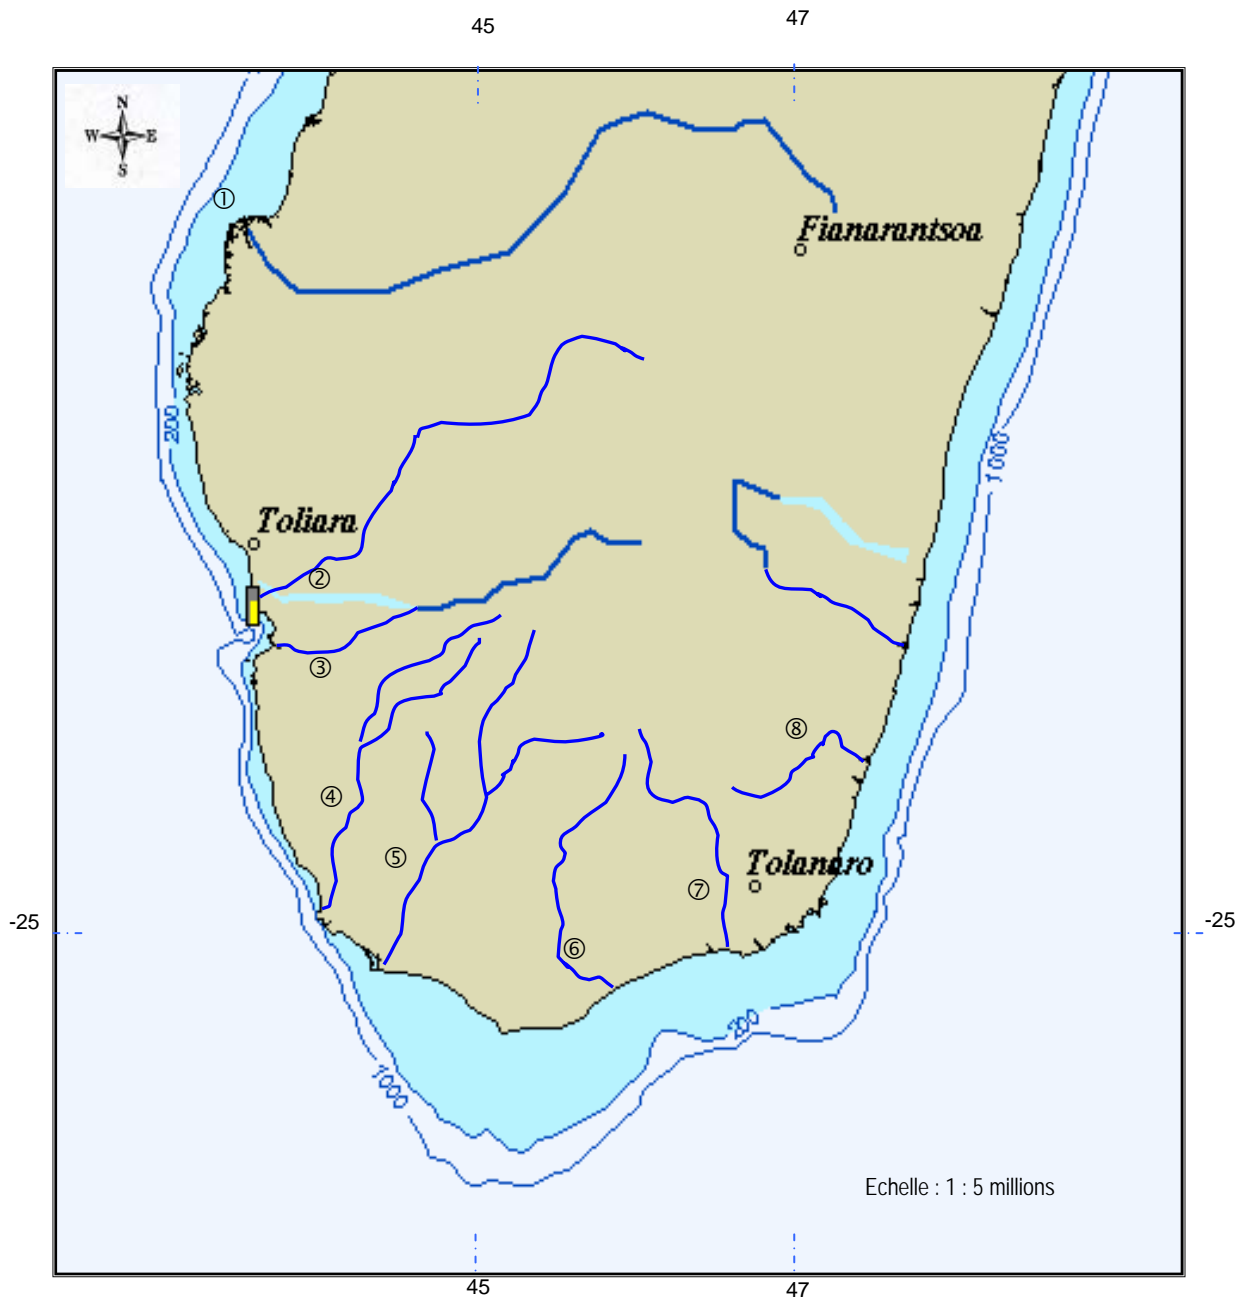 45
47
N
W E
S
①
Fianarantsoa
200
1000
Toliara
②
③
⑧
④
⑤
Tolanaro
⑦
-25
-25
⑥
200
1000
Echelle : 1 : 5 millions
45
47